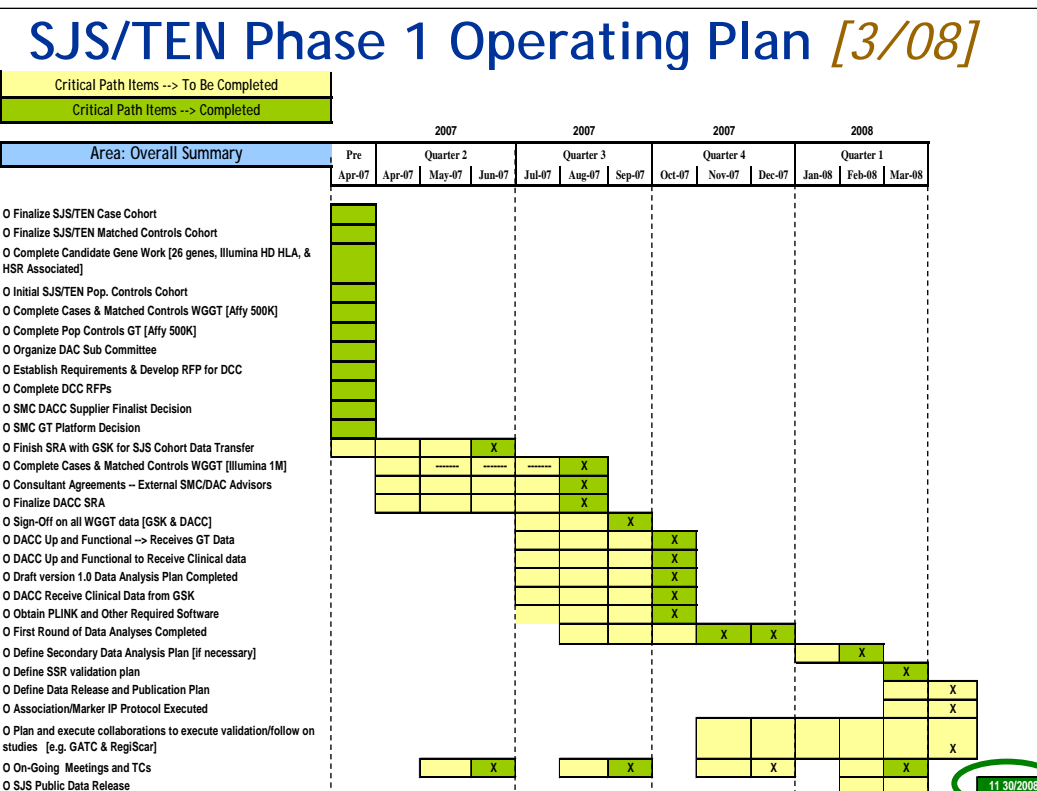 SJS/TEN Phase 1 Operating Plan [3/08]
Critical Path Items --> To Be Completed
Critical Path Items --> Completed
2007 2007 2007 2008
Area: Overall Summary Pre Quarter 2 Quarter 3 Quarter 4 Quarter 1
Apr-07 Apr-07 May-07 Jun-07 Jul-07 Aug-07 Sep-07 Oct-07 Nov-07 Dec-07 Jan-08 Feb-08 Mar-08
O Finalize SJS/TEN Case Cohort
O Finalize SJS/TEN Matched Controls Cohort
O Complete Candidate Gene Work [26 genes, Illumina HD HLA, &
HSR Associated]
O Initial SJS/TEN Pop. Controls Cohort
O Complete Cases & Matched Controls WGGT [Affy 500K]
O Complete Pop Controls GT [Affy 500K]
O Organize DAC Sub Committee
O Establish Requirements & Develop RFP for DCC
O Complete DCC RFPs
O SMC DACC Supplier Finalist Decision
O SMC GT Platform Decision
O Finish SRA with GSK for SJS Cohort Data Transfer X
O Complete Cases & Matched Controls WGGT [Illumina 1M] ------- ------- ------- X
O Consultant Agreements -- External SMC/DAC Advisors X
O Finalize DACC SRA X
O Sign-Off on all WGGT data [GSK & DACC] X
O DACC Up and Functional --> Receives GT Data X
O DACC Up and Functional to Receive Clinical data X
O Draft version 1.0 Data Analysis Plan Completed X
O DACC Receive Clinical Data from GSK X
O Obtain PLINK and Other Required Software X
O First Round of Data Analyses Completed X X
O Define Secondary Data Analysis Plan [if necessary] X
O Define SSR validation plan X
O Define Data Release and Publication Plan X
O Association/Marker IP Protocol Executed X
O Plan and execute collaborations to execute validation/follow on
studies [e.g. GATC & RegiScar] X
O On-Going Meetings and TCs X X X X
O SJS Public Data Release 11 30/2008